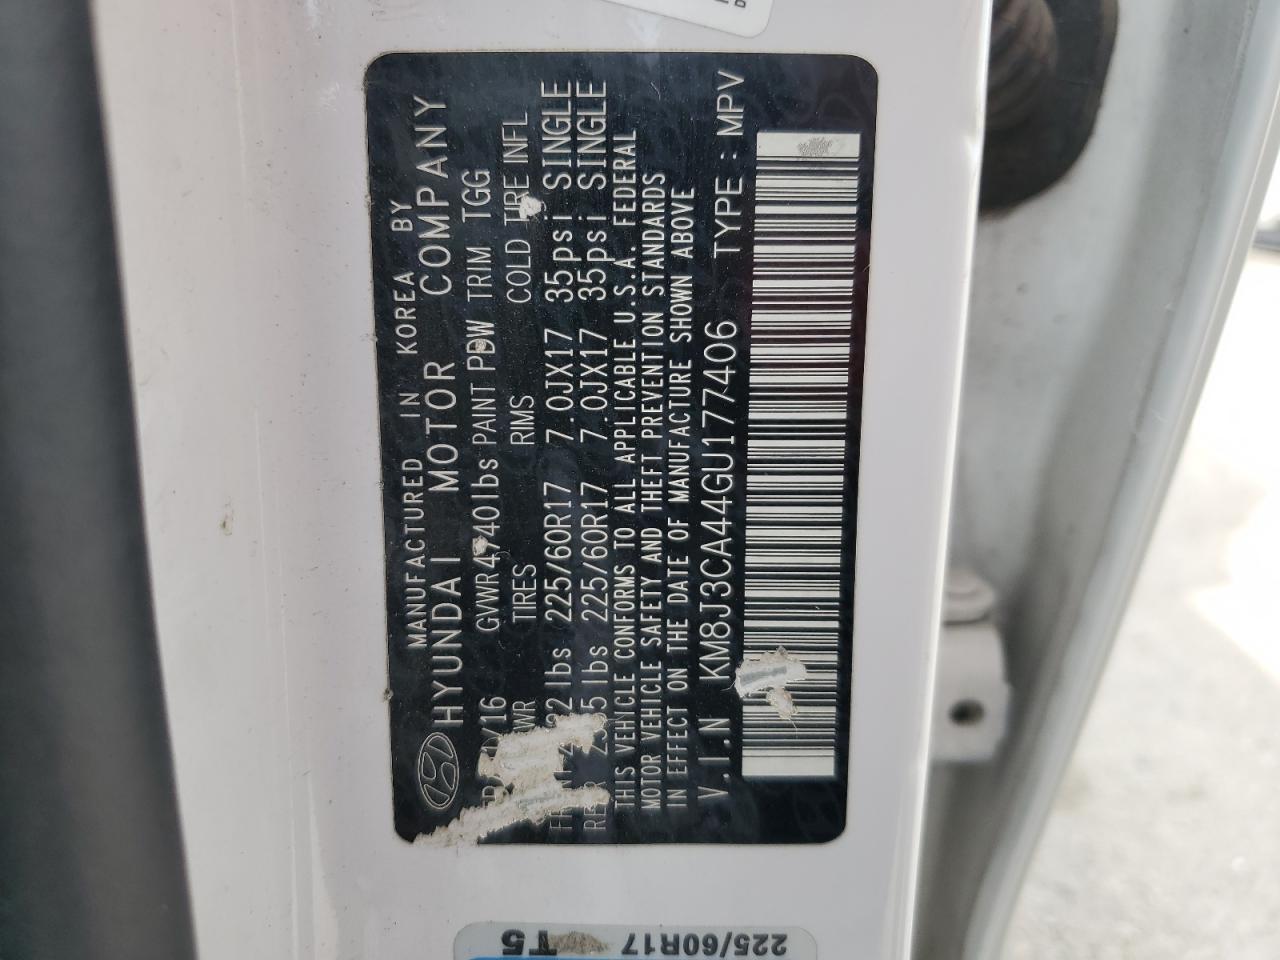 MANUFACTURED IN KOREA BY
HYUNDAI MOTOR COMPANY
/16 GVWR 4740lbs PAINT PDW TRIM TGG
TIRES RIMS COLD TIRE INFL
225/60R17 7.0JX17 35psi SINGLE
225/60R17 7.0JX17 35psi SINGLE
THIS VEHICLE CONFORMS TO ALL APPLICABLE U.S.A. FEDERAL
MOTOR VEHICLE SAFETY AND THEFT PREVENTION STANDARDS
IN EFFECT ON THE DATE OF MANUFACTURE SHOWN ABOVE
V.I.N KM8J3CA44GU177406 TYPE : MPV
225/60R17 T5